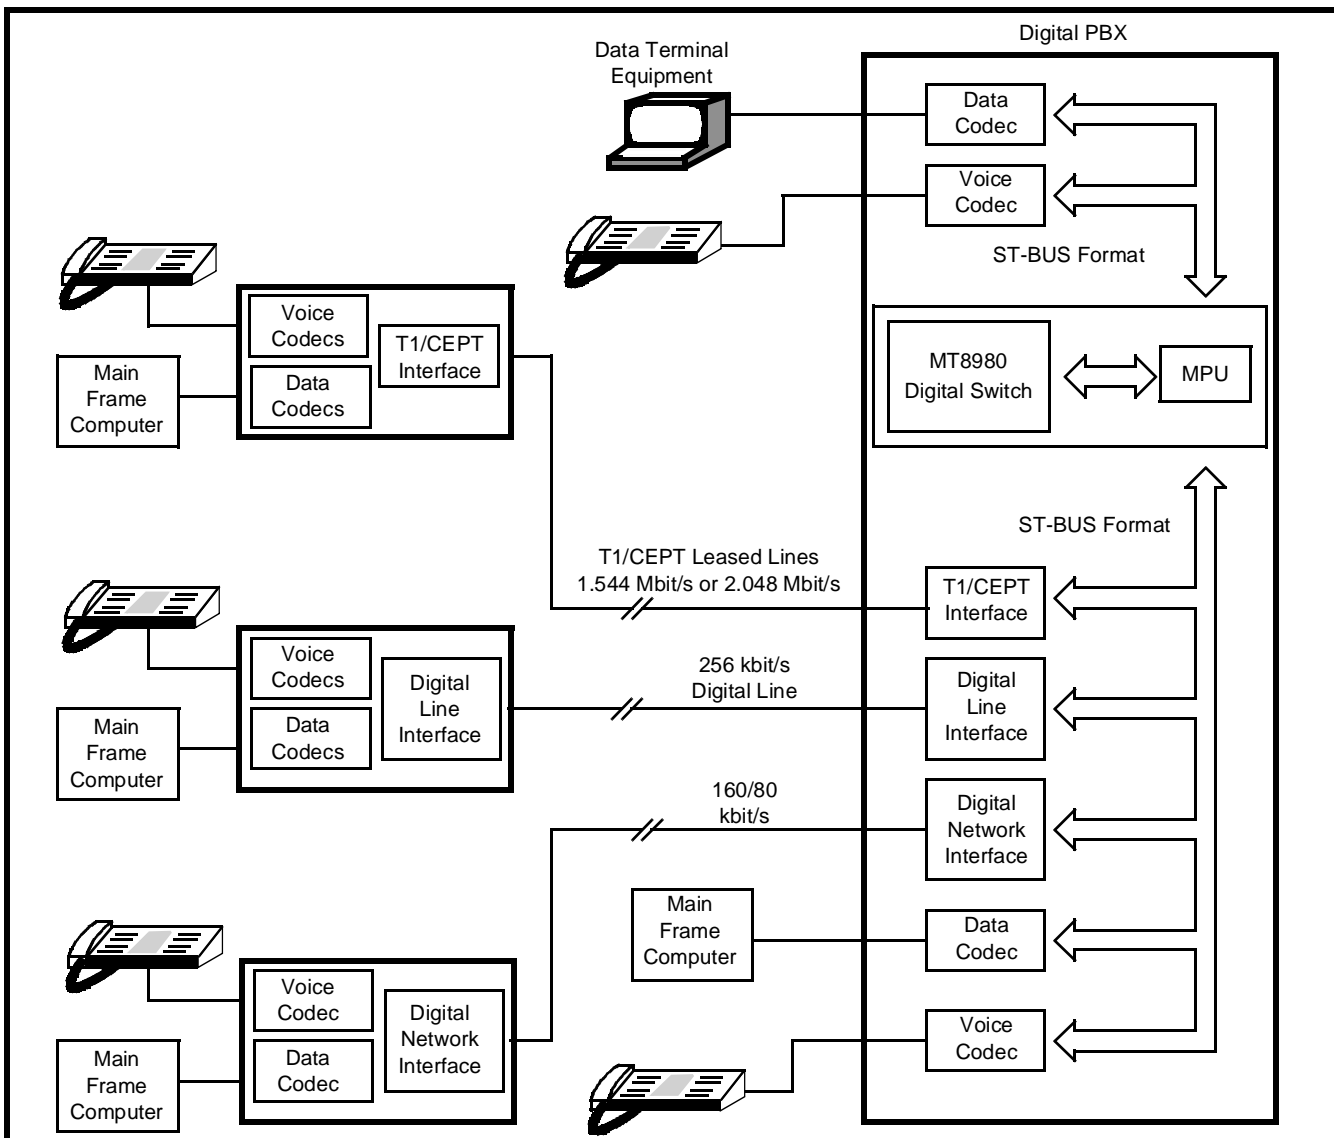 Digital PBX
Data Terminal
Equipment
Data
Codec
Voice
Codec
ST-BUS Format
Voice
Codecs
Data
Codecs
T1/CEPT
Interface
Main
Frame
Computer
MT8980
Digital Switch
MPU
ST-BUS Format
T1/CEPT Leased Lines
1.544 Mbit/s or 2.048 Mbit/s
T1/CEPT
Interface
Voice
Codecs
Data
Codecs
Digital
Line
Interface
Main
Frame
Computer
256 kbit/s
Digital Line
Digital
Line
Interface
160/80
kbit/s
Digital
Network
Interface
Main
Frame
Computer
Data
Codec
Voice
Codec
Data
Codec
Digital
Network
Interface
Main
Frame
Computer
Voice
Codec